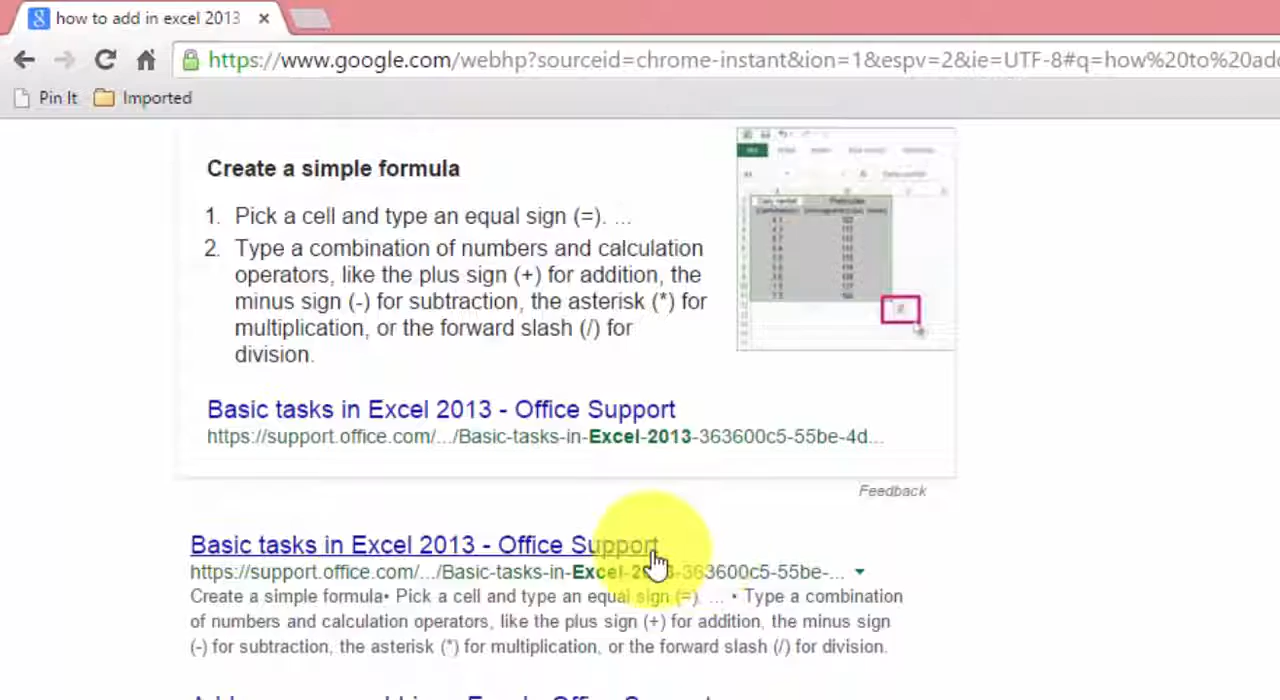 how to add in excel 2013
https://www.google.com/webhp?sourceid=chrome-instant&ion=1&espv=2&ie=UTF-8#q=how%20to%20add
Pin It Imported
Create a simple formula
1. Pick a cell and type an equal sign (=). ...
2. Type a combination of numbers and calculation
operators, like the plus sign (+) for addition, the
minus sign (-) for subtraction, the asterisk (*) for
multiplication, or the forward slash (/) for
division.
Basic tasks in Excel 2013 - Office Support
https://support.office.com/.../Basic-tasks-in-Excel-2013-363600c5-55be-4d...
Feedback
Basic tasks in Excel 2013 - Office Support
https://support.office.com/.../Basic-tasks-in-Excel-2013-363600c5-55be-...
Create a simple formula• Pick a cell and type an equal sign (=). ... • Type a combination
of numbers and calculation operators, like the plus sign (+) for addition, the minus sign
(-) for subtraction, the asterisk (*) for multiplication, or the forward slash (/) for division.